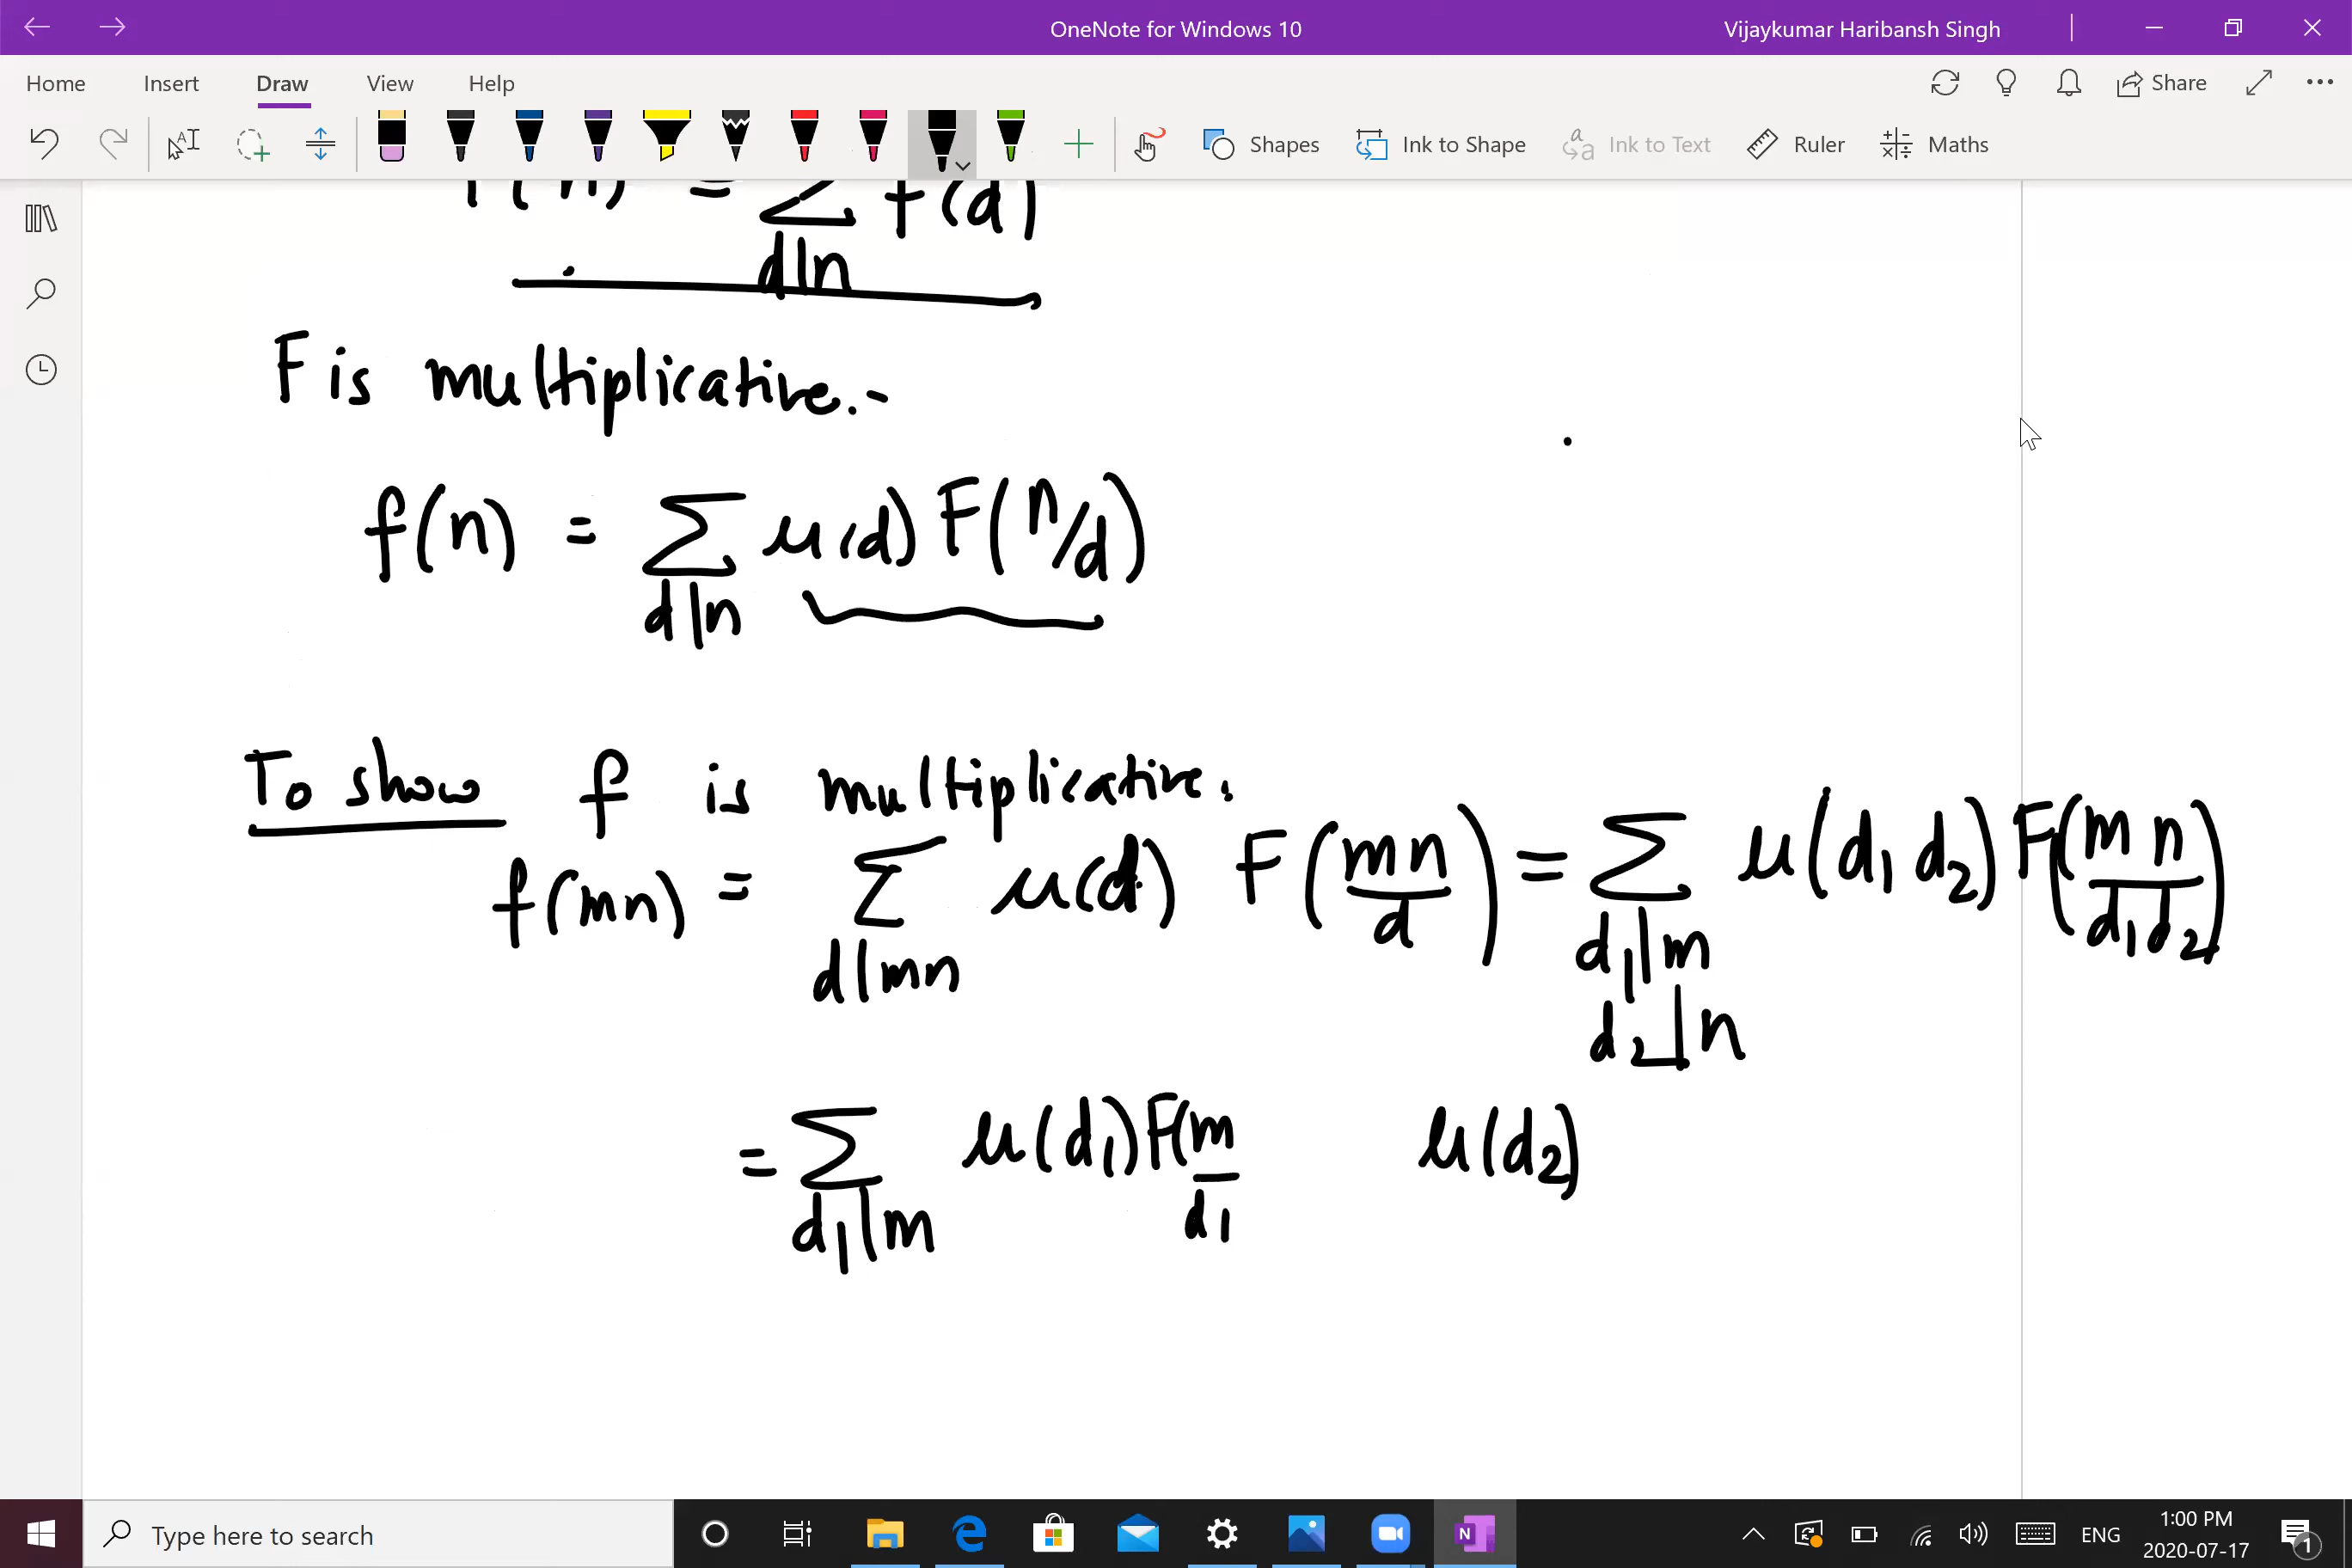 OneNote for Windows 10
Vijaykumar Haribansh Singh
Home Insert Draw View Help
Share
Shapes
Ink to Shape
Ink to Text
Ruler
Maths
F(n) = ∑ f(d)
d|n
F is multiplicative.-
f(n) = ∑ μ(d) F(n/d)
d|n
To show f is multiplicative.
f(mn) = ∑ μ(d) F(mn/d) = ∑ μ(d₁ d₂) F(m n/d₁d₂)
d|mn d₁|m
d₂|n
= ∑ μ(d₁) F(m/d₁ μ(d₂)
d₁|m
Type here to search
ENG
1:00 PM
2020-07-17
1